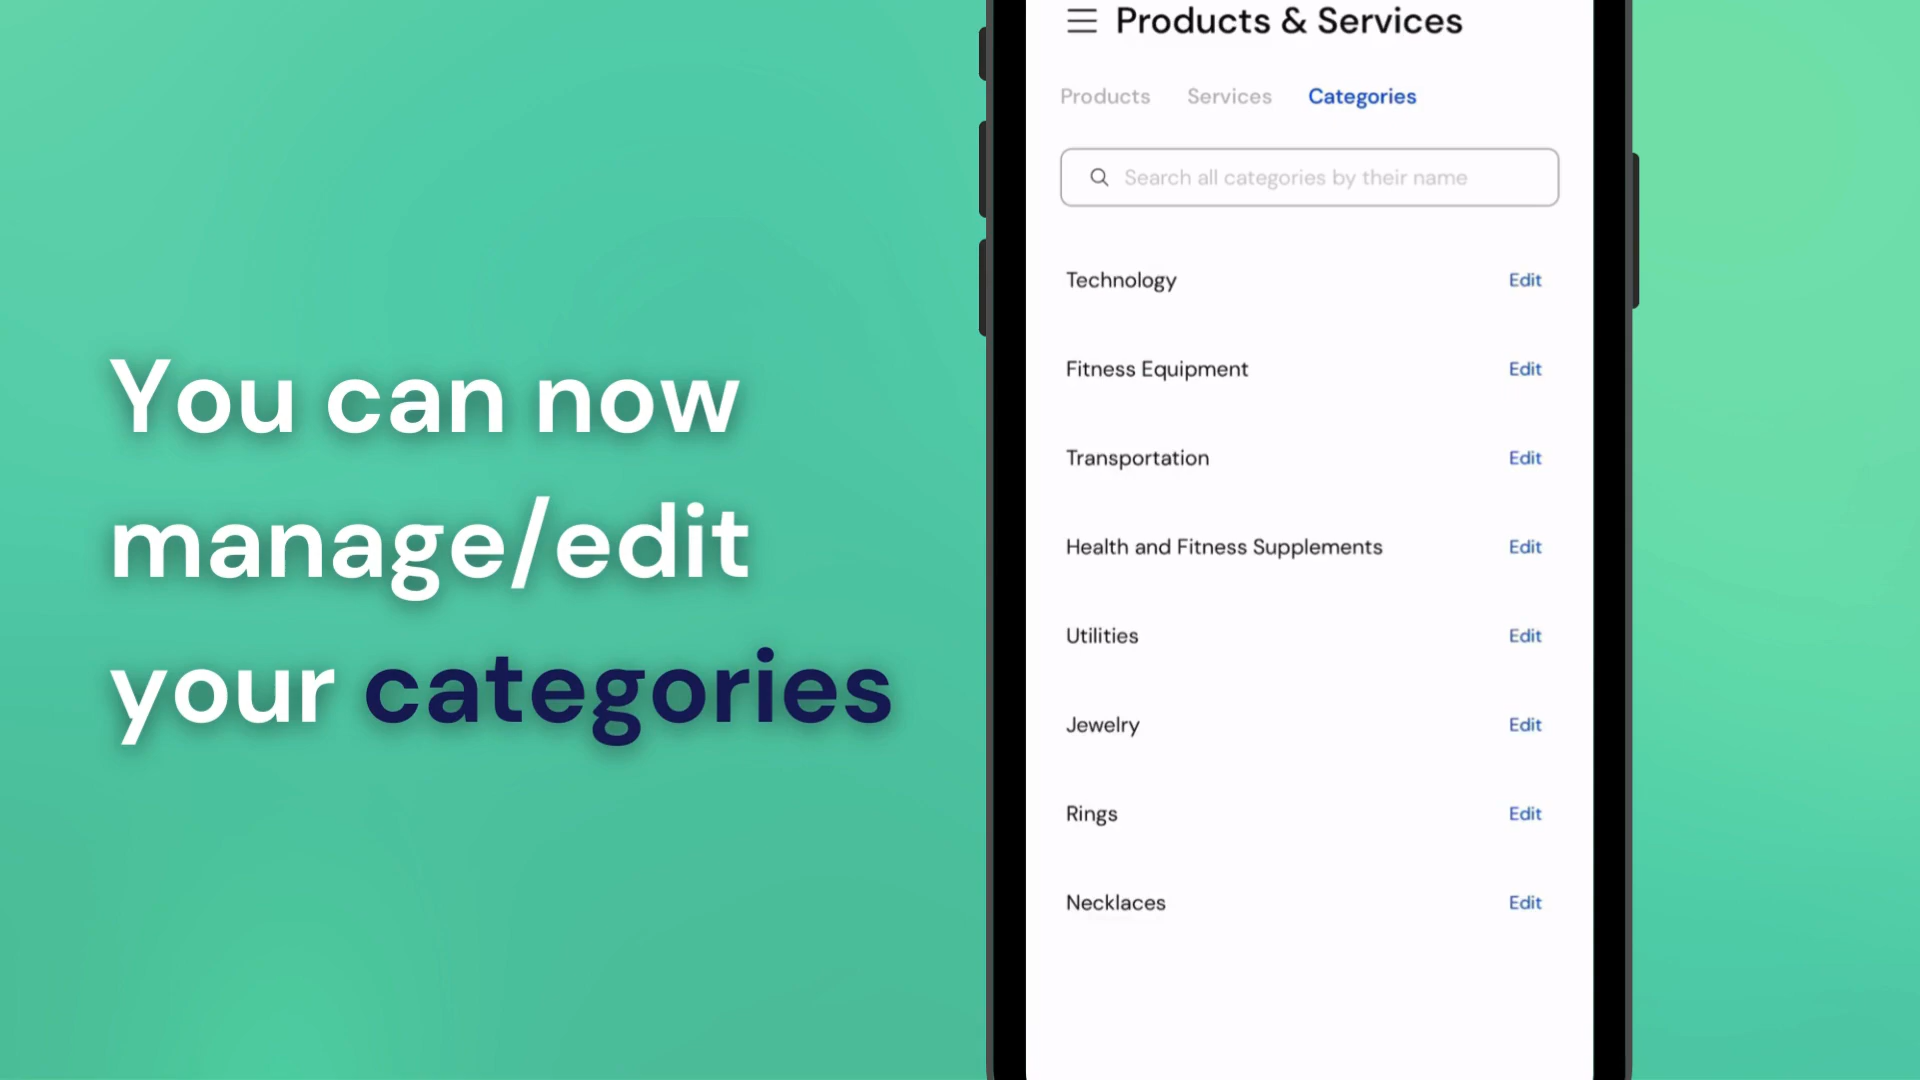 You can now
manage/edit
your categories
Products & Services
Products Services Categories
Search all categories by their name
Technology Edit
Fitness Equipment Edit
Transportation Edit
Health and Fitness Supplements Edit
Utilities Edit
Jewelry Edit
Rings Edit
Necklaces Edit